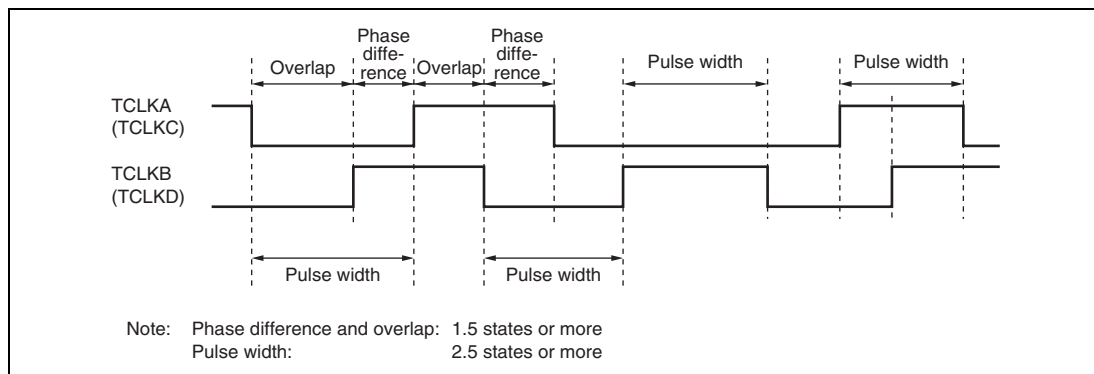 Phase
diffe-
rence
Phase
diffe-
rence
Overlap
Overlap
Pulse width
Pulse width
TCLKA
(TCLKC)
TCLKB
(TCLKD)
Pulse width
Pulse width
Note: Phase difference and overlap: 1.5 states or more
Pulse width: 2.5 states or more